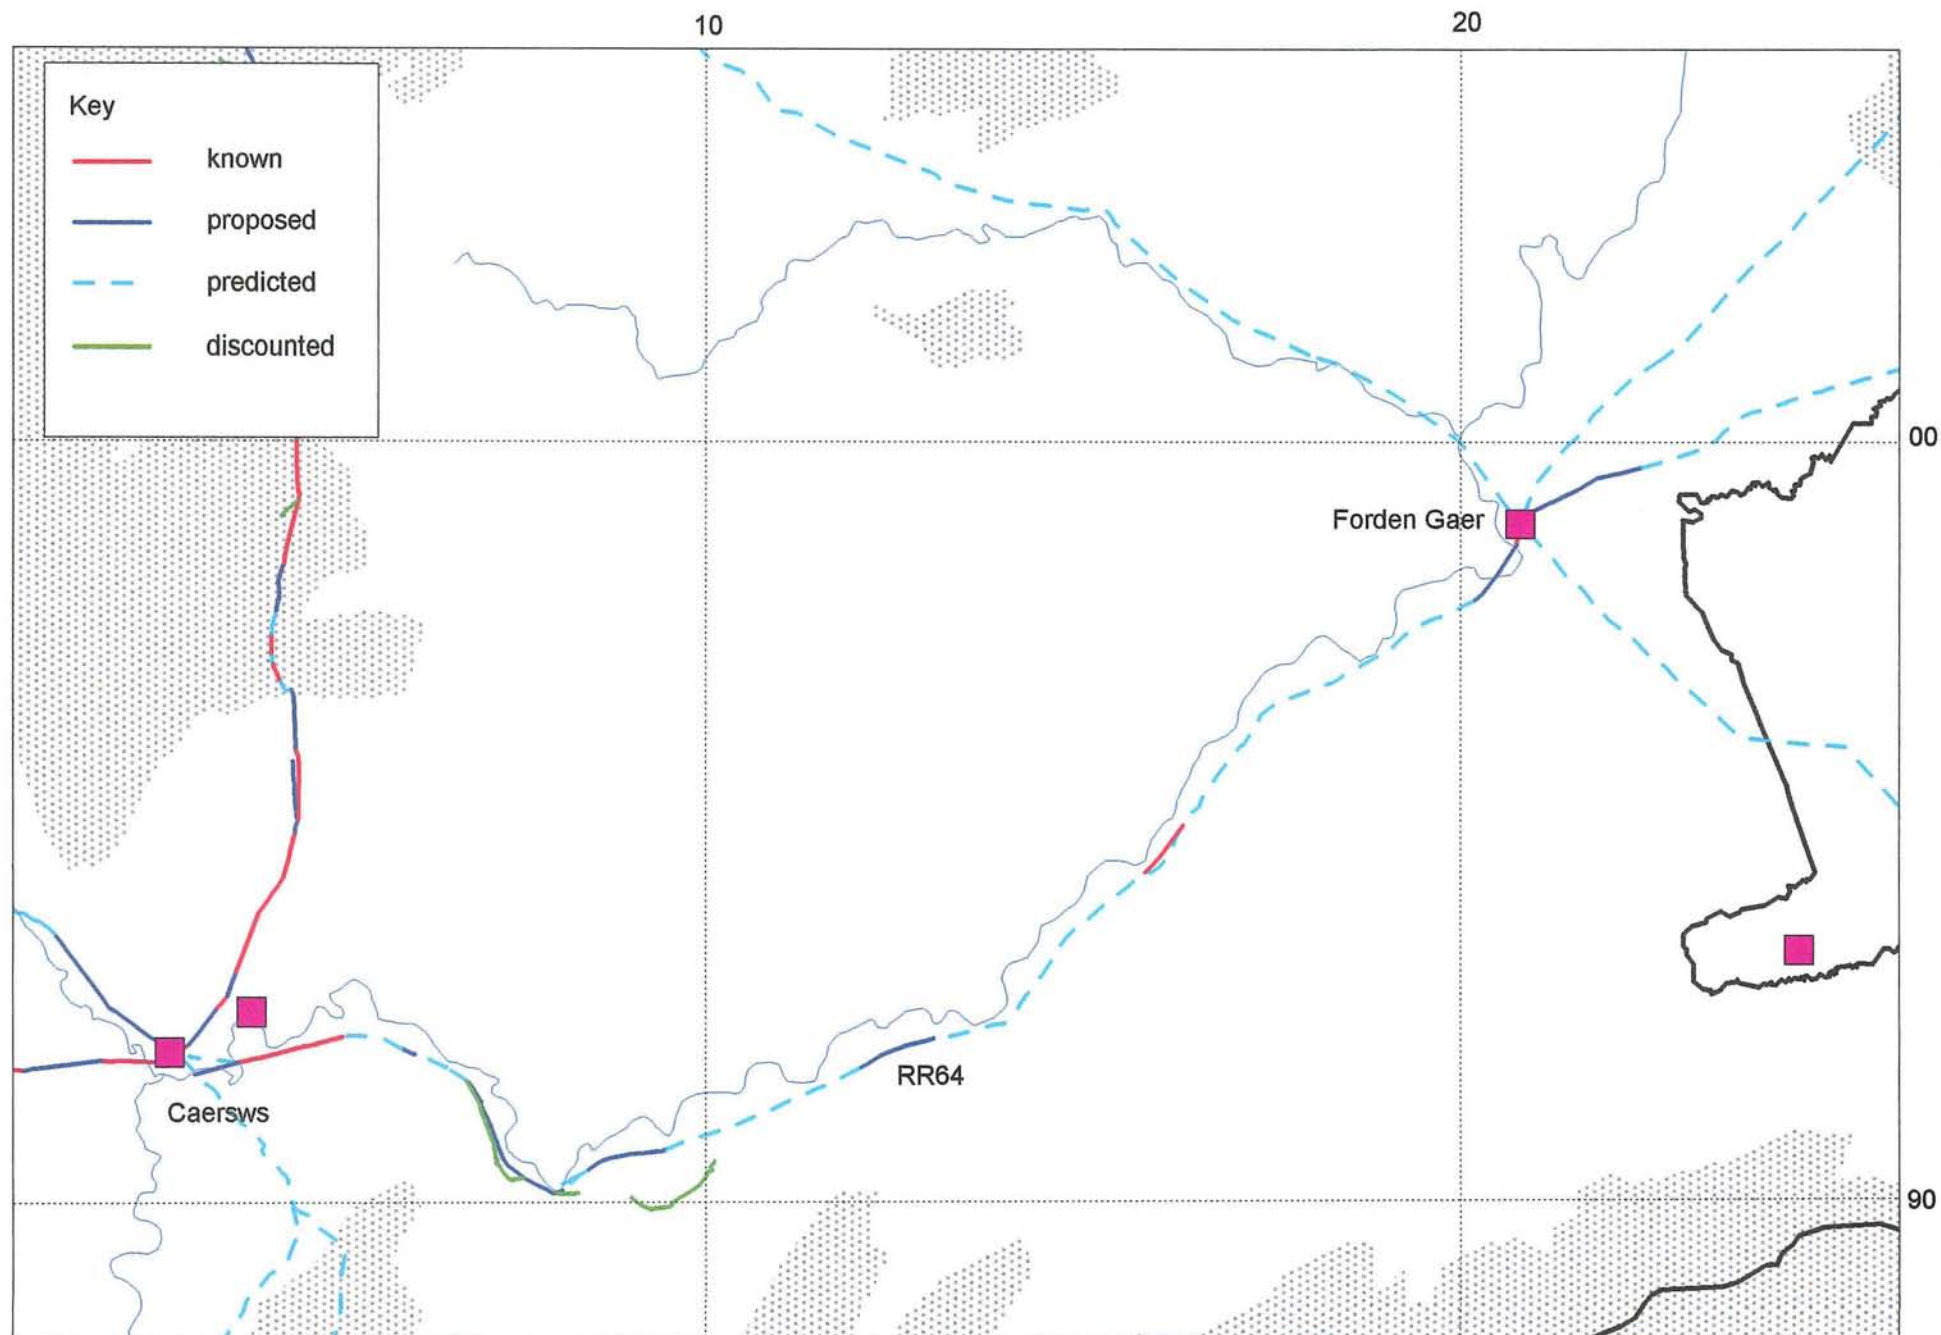 10
20
Key
known
proposed
predicted
discounted
00
Forden Gaer
RR64
Caersws
90